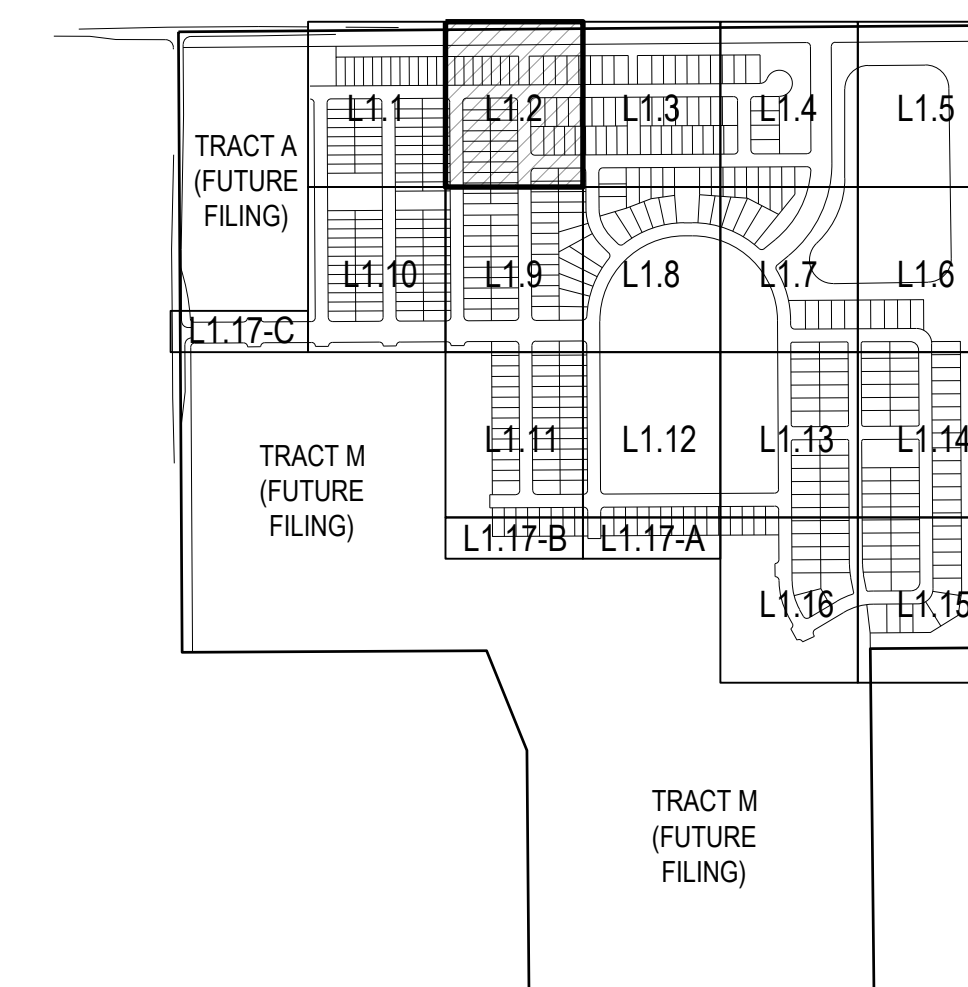 L1.1
L1.2
L1.3
L1.4
L1.5
TRACT A
(FUTURE
FILING)
L1.10
L1.9
L1.8
L1.7
L1.6
L1.17-C
TRACT M
(FUTURE
FILING)
L1.11
L1.12
L1.13
L1.14
L1.17-B
L1.17-A
L1.16
L1.15
TRACT M
(FUTURE
FILING)